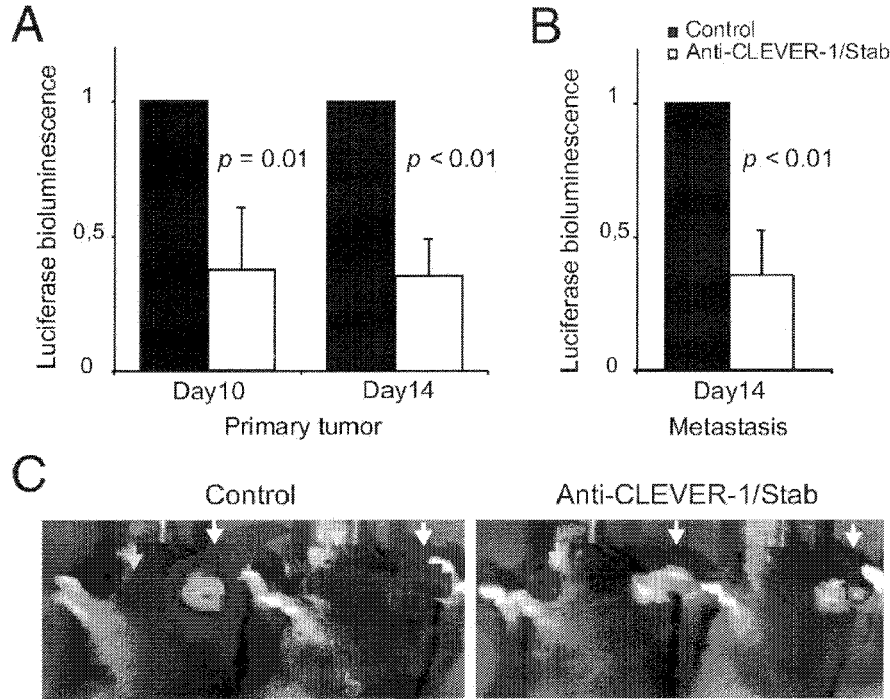 A
Luciferase bioluminescence
1
0,5
0
p = 0.01
p < 0.01
Day10
Day14
Primary tumor
B
Control
Anti-CLEVER-1/Stab
Luciferase bioluminescence
1
0,5
0
p < 0.01
Day14
Metastasis
C
Control
Anti-CLEVER-1/Stab